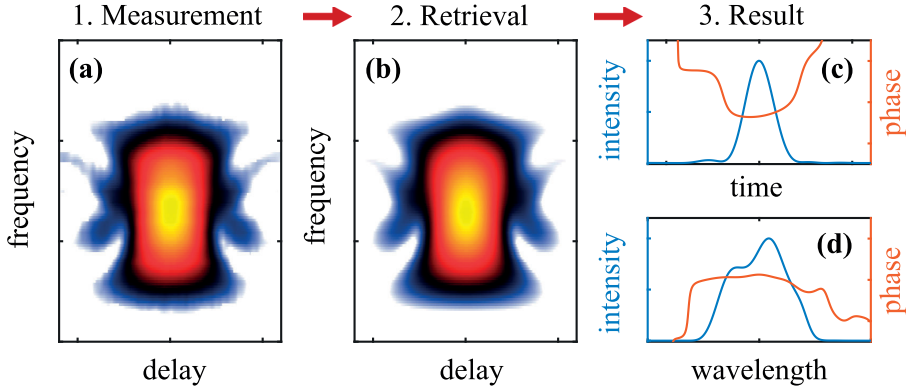 1. Measurement
2. Retrieval
3. Result
(a)
frequency
delay
(b)
frequency
delay
(c)
intensity
phase
time
(d)
intensity
phase
wavelength